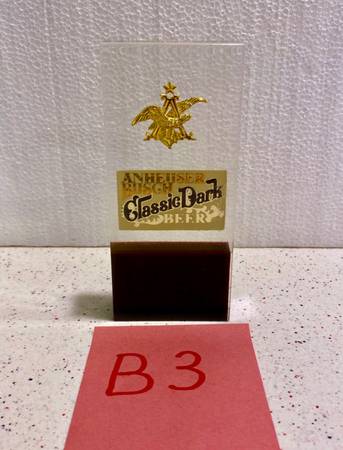 ANHEUSER
BUSCH
Classic Dark
BEER
B3